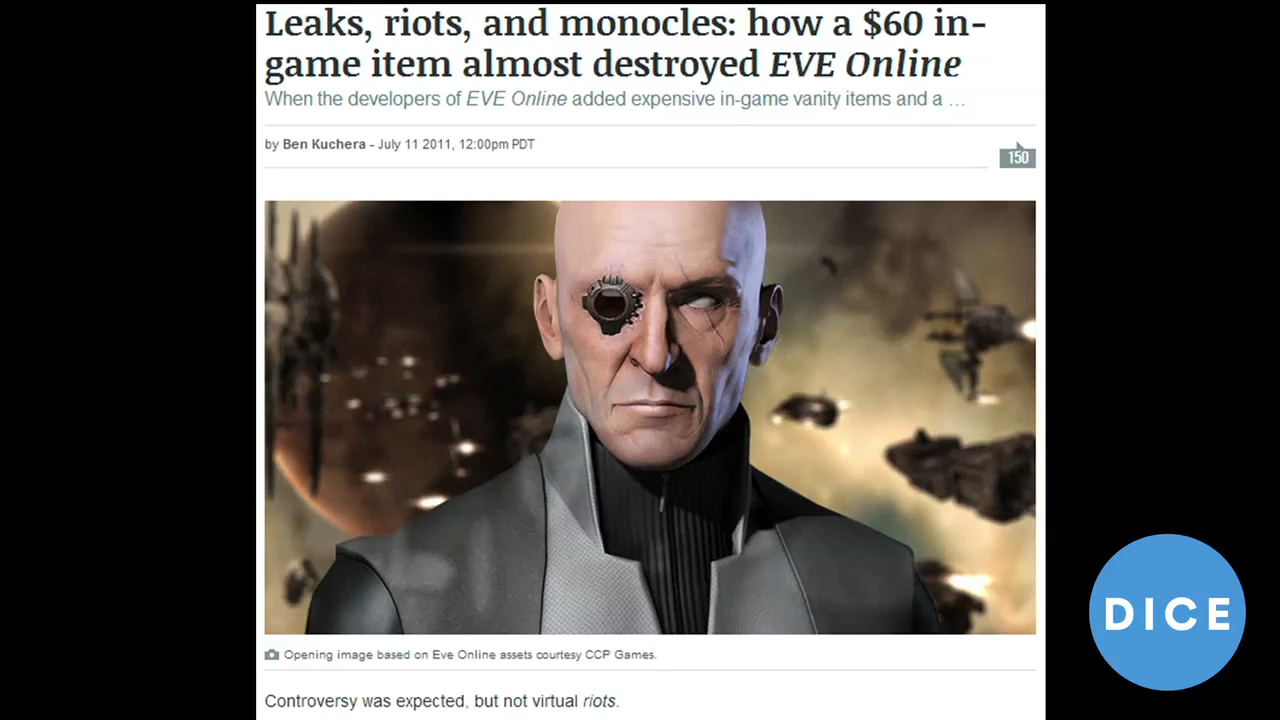 Leaks, riots, and monocles: how a $60 in-
game item almost destroyed EVE Online
When the developers of EVE Online added expensive in-game vanity items and a …
by Ben Kuchera - July 11 2011, 12:00pm PDT
150
Opening image based on Eve Online assets courtesy CCP Games.
DICE
Controversy was expected, but not virtual riots.